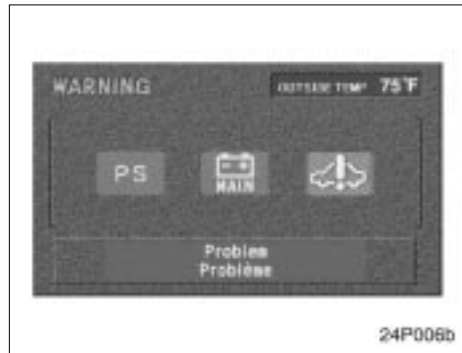 WARNING
OUTSIDE TEMP 75°F
PS
MAIN
Problem
Problème
24P006b